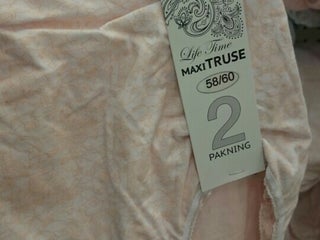 Life Time
MAXI TRUSE
58/60
2
PAKNING